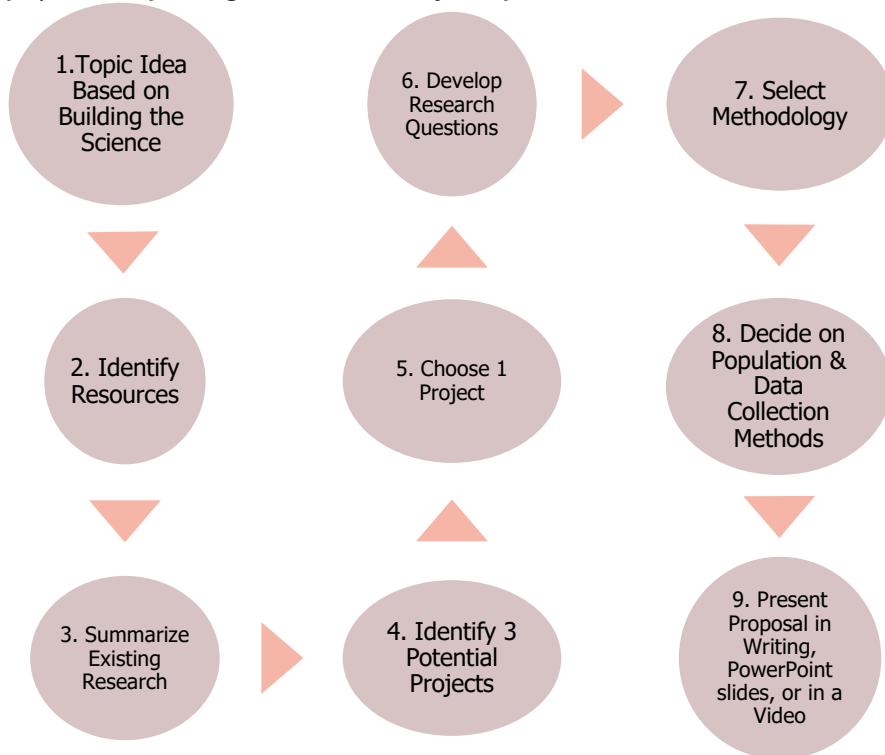 1.Topic Idea
Based on
Building the
Science
2. Identify
Resources
3. Summarize
Existing
Research
4. Identify 3
Potential
Projects
5. Choose 1
Project
6. Develop
Research
Questions
7. Select
Methodology
8. Decide on
Population &
Data
Collection
Methods
9. Present
Proposal in
Writing,
PowerPoint
slides, or in a
Video